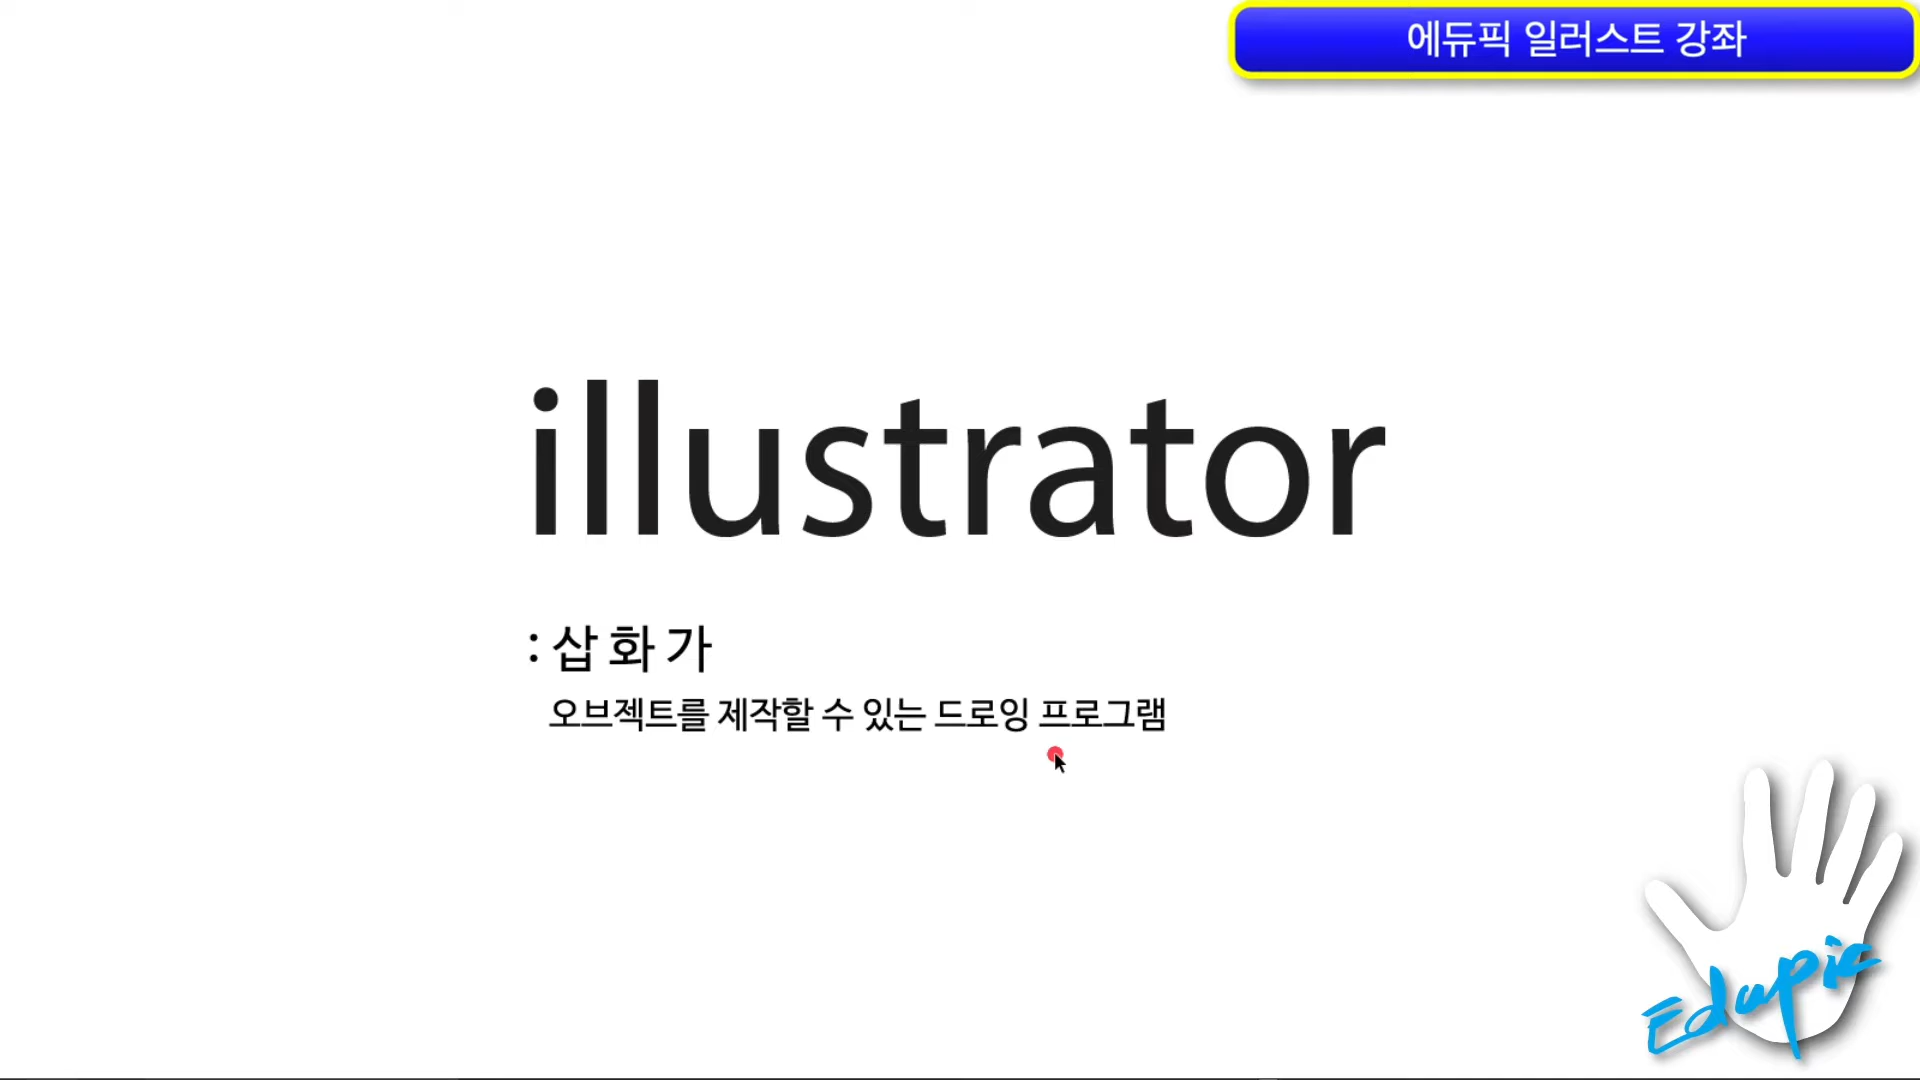 에듀픽 일러스트 강좌
illustrator
: 삽 화 가
오브젝트를 제작할 수 있는 드로잉 프로그램
Edupic